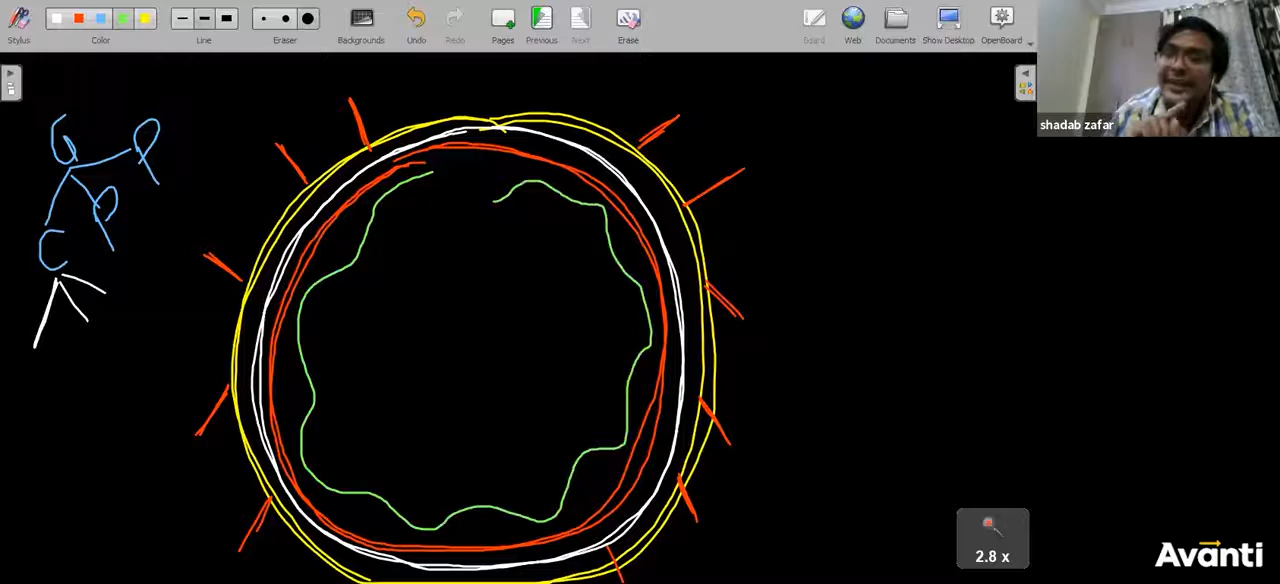 Stylus Color Line Eraser Backgrounds Undo Redo Pages Previous Next Erase Board Web Documents Show Desktop OpenBoard
shadab zafar
G P
P
C
2.8 x
Avanti